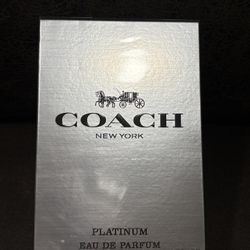 COACH
NEW YORK
PLATINUM
EAU DE PARFUM